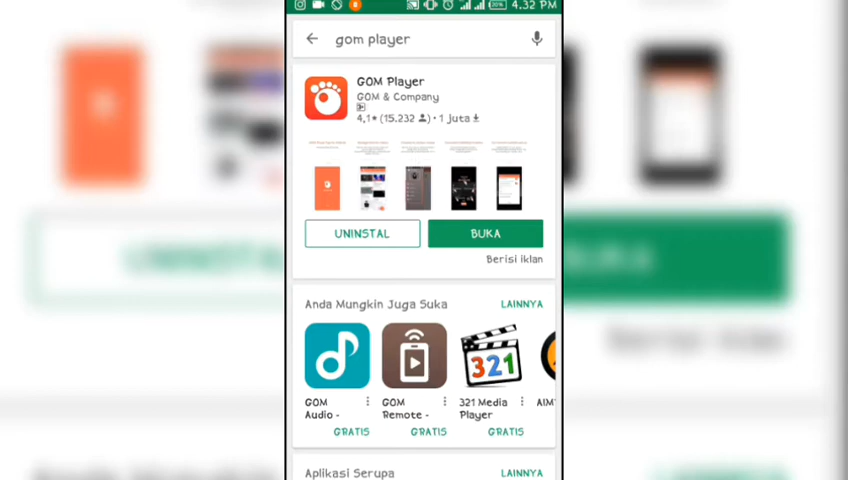 20%
4.32 PM
gom player
GOM Player
GOM & Company
4,1★ (15.232 ) • 1 juta
UNINSTAL
BUKA
Berisi iklan
Anda Mungkin Juga Suka
LAINNYA
321
GOM
Audio -
GRATIS
GOM
Remote -
GRATIS
321 Media
Player
GRATIS
AIM
Aplikasi Serupa
LAINNYA